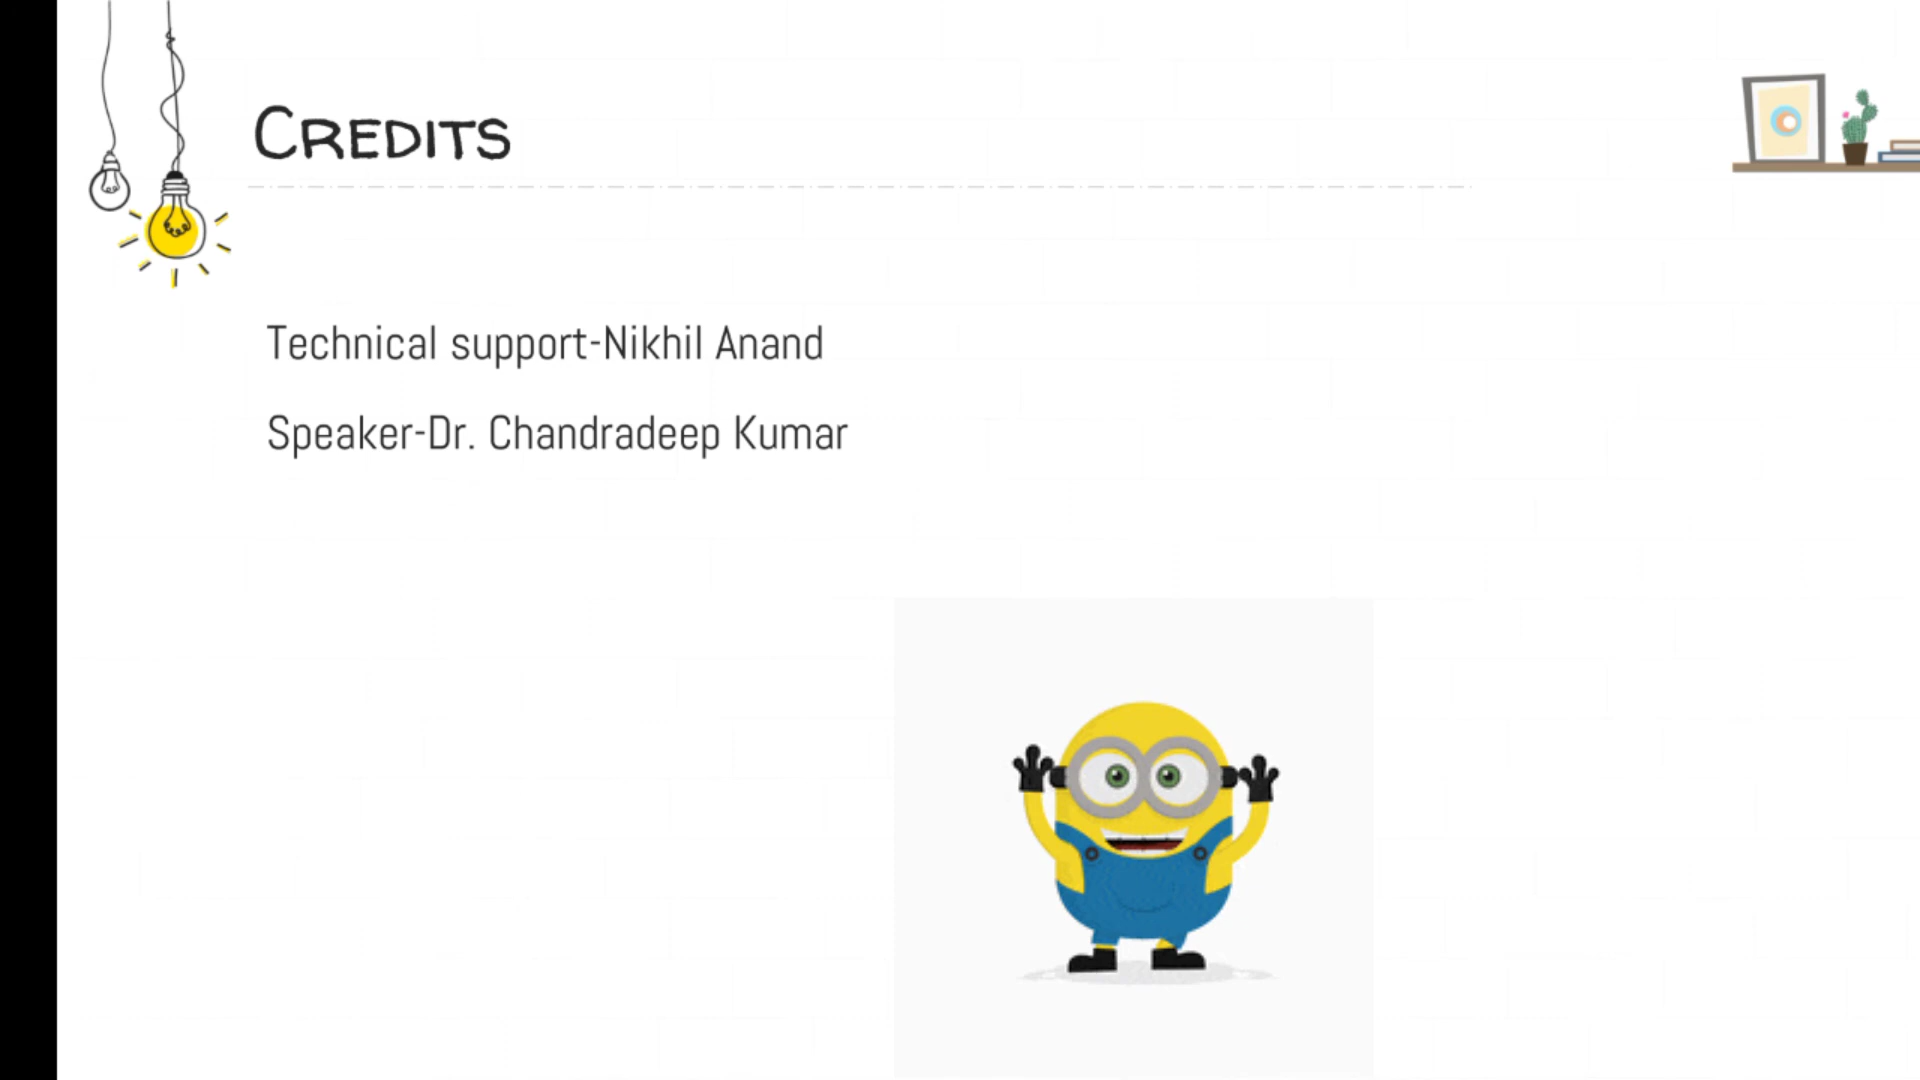 Credits
Technical support-Nikhil Anand
Speaker-Dr. Chandradeep Kumar